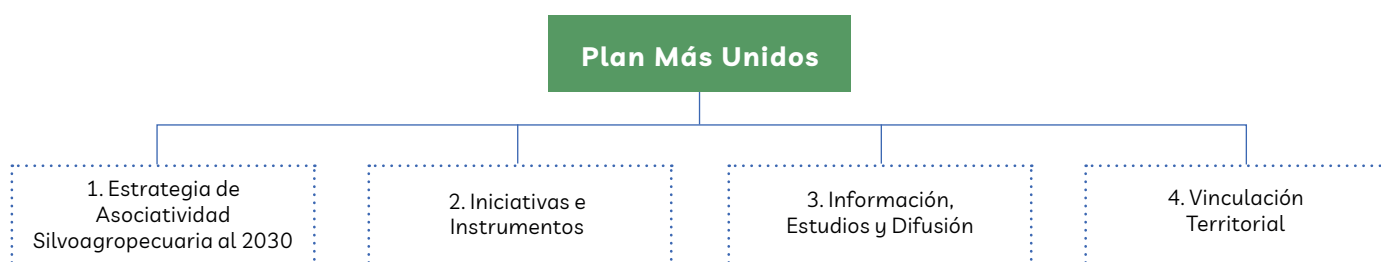 Plan Más Unidos
1. Estrategia de
Asociatividad
Silvoagropecuaria al 2030
2. Iniciativas e
Instrumentos
3. Información,
Estudios y Difusión
4. Vinculación
Territorial